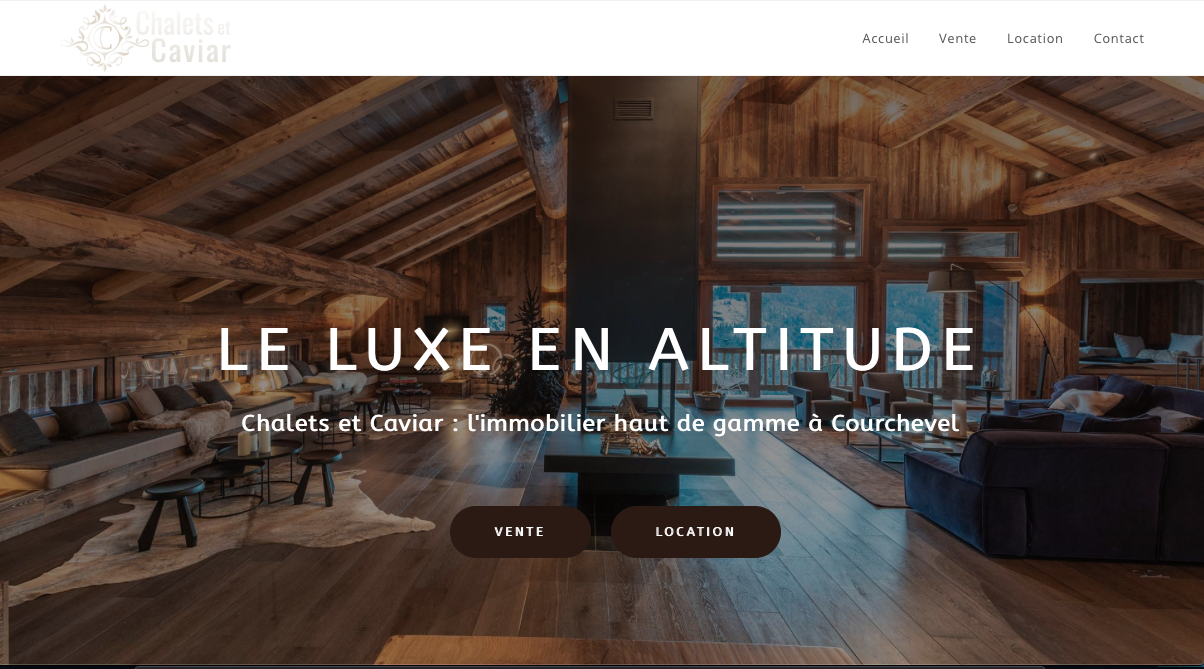 Chalets et
Caviar
C
Accueil Vente Location Contact
LE LUXE EN ALTITUDE
Chalets et Caviar : l'immobilier haut de gamme à Courchevel
VENTE LOCATION